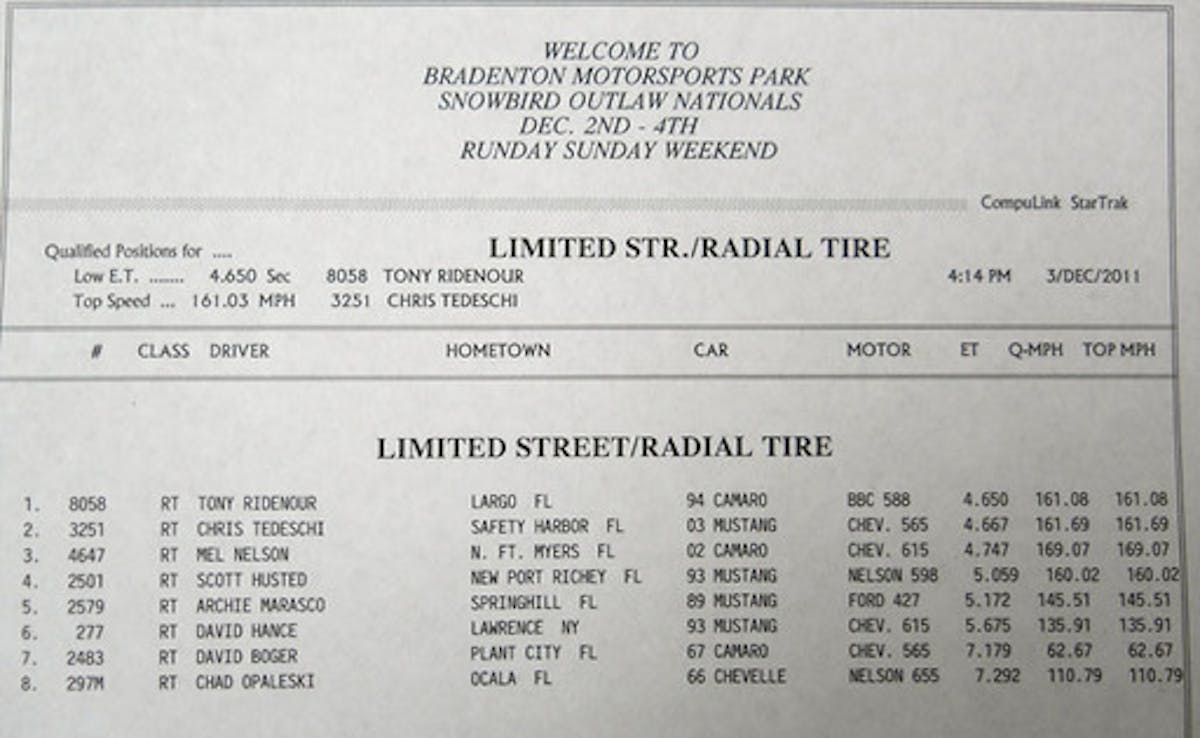 WELCOME TO
BRADENTON MOTORSPORTS PARK
SNOWBIRD OUTLAW NATIONALS
DEC. 2ND - 4TH
RUNDAY SUNDAY WEEKEND
CompuLink StarTrak
Qualified Positions for .... LIMITED STR./RADIAL TIRE
Low E.T. ....... 4.650 Sec 8058 TONY RIDENOUR 4:14 PM 3/DEC/2011
Top Speed ... 161.03 MPH 3251 CHRIS TEDESCHI
# CLASS DRIVER HOMETOWN CAR MOTOR ET Q-MPH TOP MPH
LIMITED STREET/RADIAL TIRE
1. 8058 RT TONY RIDENOUR LARGO FL 94 CAMARO BBC 588 4.650 161.08 161.08
2. 3251 RT CHRIS TEDESCHI SAFETY HARBOR FL 03 MUSTANG CHEV. 565 4.667 161.69 161.69
3. 4647 RT MEL NELSON N. FT. MYERS FL 02 CAMARO CHEV. 615 4.747 169.07 169.07
4. 2501 RT SCOTT HUSTED NEW PORT RICHEY FL 93 MUSTANG NELSON 598 5.059 160.02 160.02
5. 2579 RT ARCHIE MARASCO SPRINGHILL FL 89 MUSTANG FORD 427 5.172 145.51 145.51
6. 277 RT DAVID HANCE LAWRENCE NY 93 MUSTANG CHEV. 615 5.675 135.91 135.91
7. 2483 RT DAVID BOGER PLANT CITY FL 67 CAMARO CHEV. 565 7.179 62.67 62.67
8. 297M RT CHAD OPALESKI OCALA FL 66 CHEVELLE NELSON 655 7.292 110.79 110.79